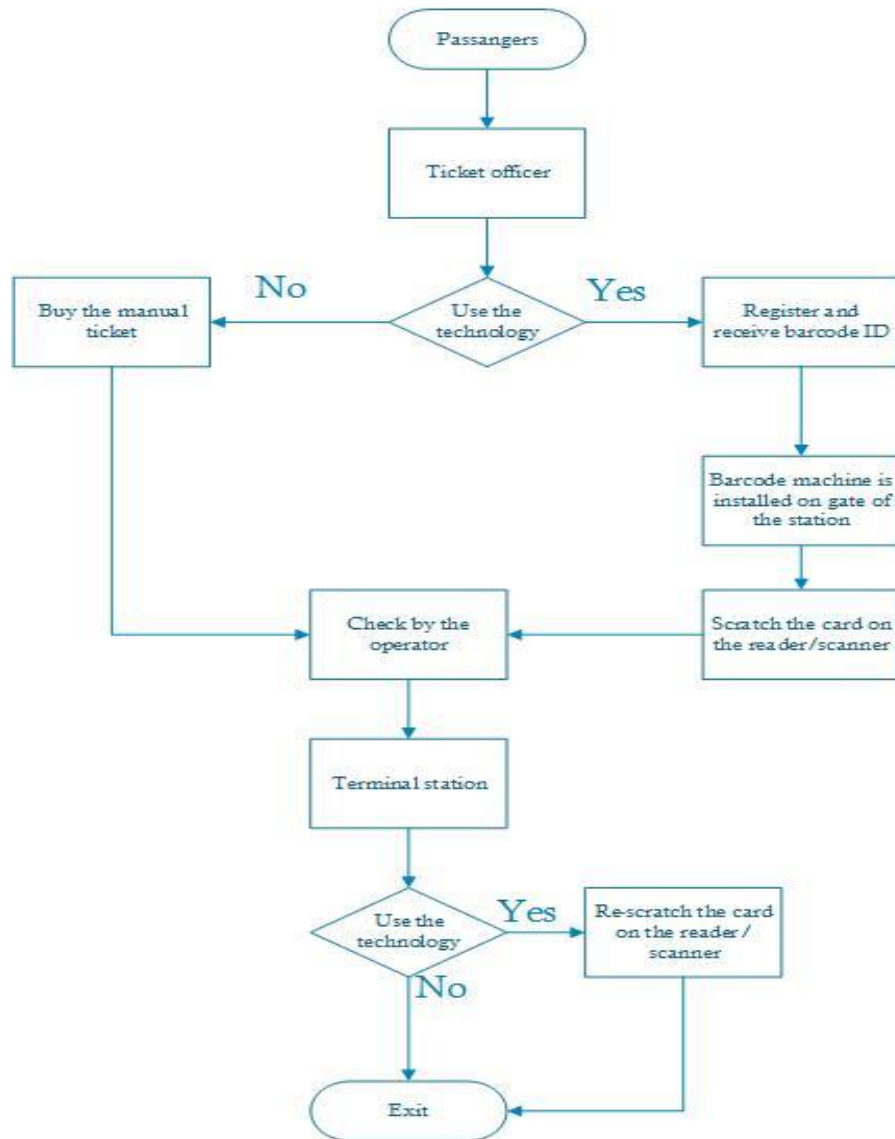 Passangers
Ticket officer
No
Yes
Buy the manual
ticket
Use the
technology
Register and
receive barcode ID
Barcode machine is
installed on gate of
the station
Check by the
operator
Scratch the card on
the reader/scanner
Terminal station
Use the
technology
Yes
Re-scratch the card
on the reader/
scanner
No
Exit